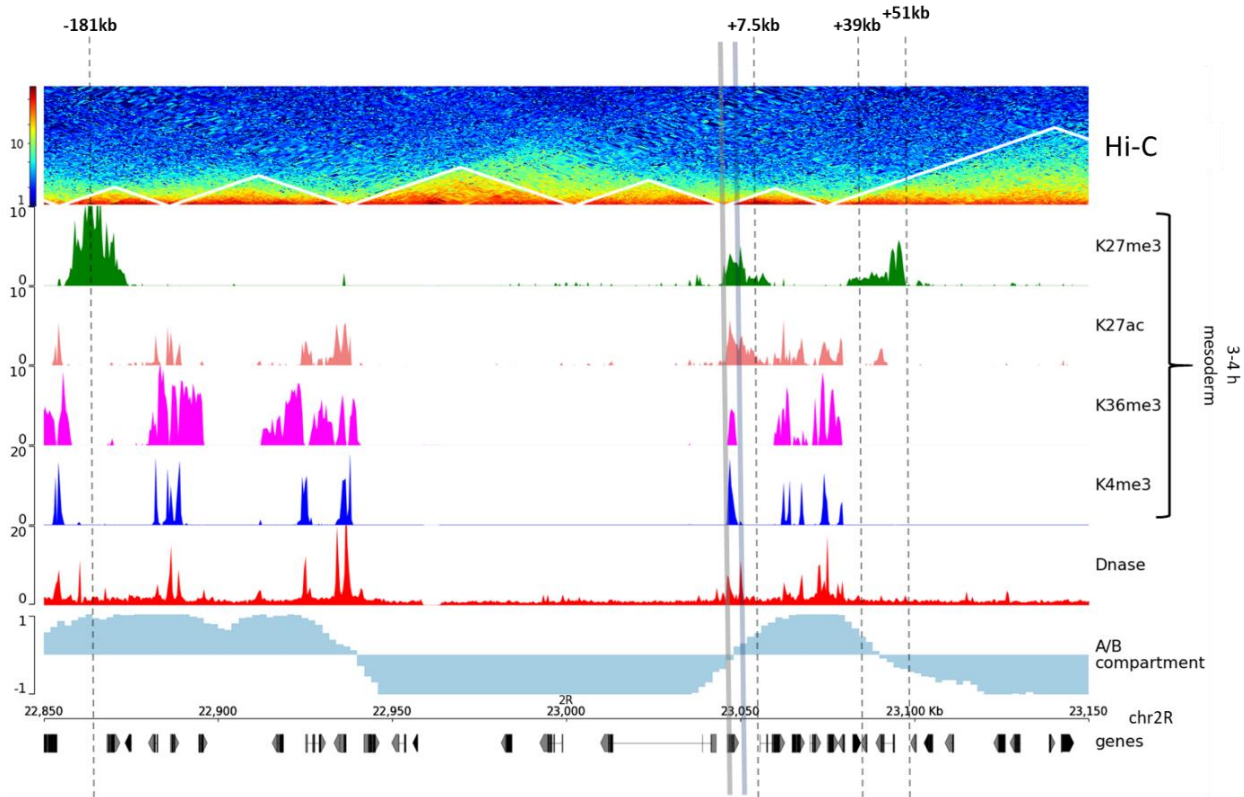 -181kb
+7.5kb
+39kb
+51kb
10
1
Hi-C
10
0
K27me3
10
0
K27ac
10
0
K36me3
20
0
K4me3
3-4 h
mesoderm
20
0
Dnase
1
-1
A/B
compartment
2R
22,850 22,900 22,950 23,000 23,050 23,100 Kb 23,150
chr2R
genes